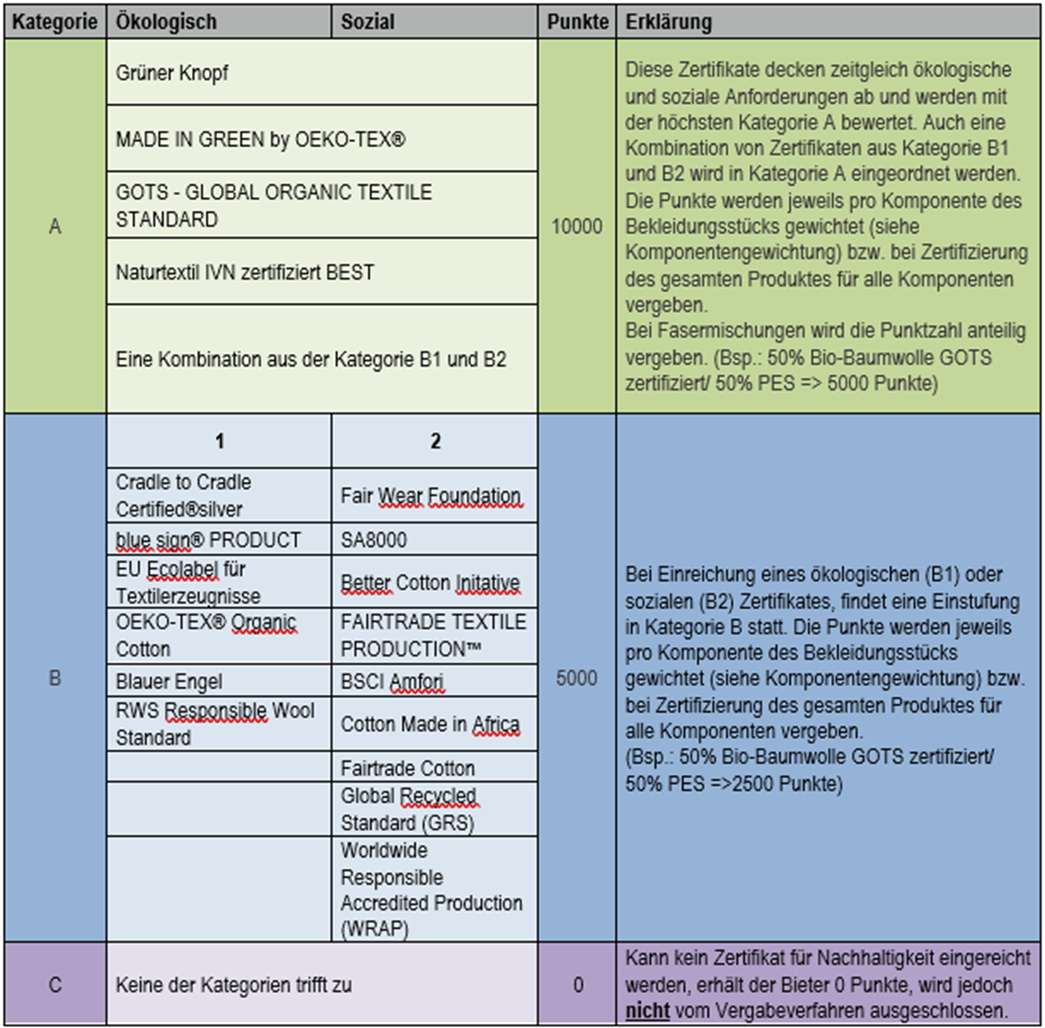 Kategorie Ökologisch Sozial Punkte Erklärung
A
Grüner Knopf
MADE IN GREEN by OEKO-TEX®
GOTS - GLOBAL ORGANIC TEXTILE
STANDARD
Naturtextil IVN zertifiziert BEST
Eine Kombination aus der Kategorie B1 und B2
10000
Diese Zertifikate decken zeitgleich ökologische
und soziale Anforderungen ab und werden mit
der höchsten Kategorie A bewertet. Auch eine
Kombination von Zertifikaten aus Kategorie B1
und B2 wird in Kategorie A eingeordnet werden.
Die Punkte werden jeweils pro Komponente des
Bekleidungsstücks gewichtet (siehe
Komponentengewichtung) bzw. bei Zertifizierung
des gesamten Produktes für alle Komponenten
vergeben.
Bei Fasermischungen wird die Punktzahl anteilig
vergeben. (Bsp.: 50% Bio-Baumwolle GOTS
zertifiziert/ 50% PES => 5000 Punkte)
B
1 2
Cradle to Cradle
Certified®silver
Fair Wear Foundation
blue sign® PRODUCT
SA8000
EU Ecolabel für
Textilerzeugnisse
Better Cotton Initative
OEKO-TEX® Organic
Cotton
FAIRTRADE TEXTILE
PRODUCTION™
Blauer Engel
BSCI Amfori
RWS Responsible Wool
Standard
Cotton Made in Africa
Fairtrade Cotton
Global Recycled
Standard (GRS)
Worldwide
Responsible
Accredited Production
(WRAP)
5000
Bei Einreichung eines ökologischen (B1) oder
sozialen (B2) Zertifikates, findet eine Einstufung
in Kategorie B statt. Die Punkte werden jeweils
pro Komponente des Bekleidungsstücks
gewichtet (siehe Komponentengewichtung) bzw.
bei Zertifizierung des gesamten Produktes für
alle Komponenten vergeben.
(Bsp.: 50% Bio-Baumwolle GOTS zertifiziert/
50% PES =>2500 Punkte)
C
Keine der Kategorien trifft zu
0
Kann kein Zertifikat für Nachhaltigkeit eingereicht
werden, erhält der Bieter 0 Punkte, wird jedoch
nicht vom Vergabeverfahren ausgeschlossen.